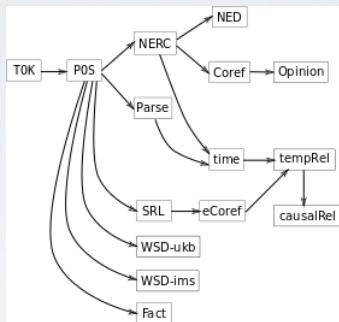 NED
NERC
TOK
POS
Coref
Opinion
Parse
time
tempRel
SRL
eCoref
causalRel
WSD-ukb
WSD-ims
Fact